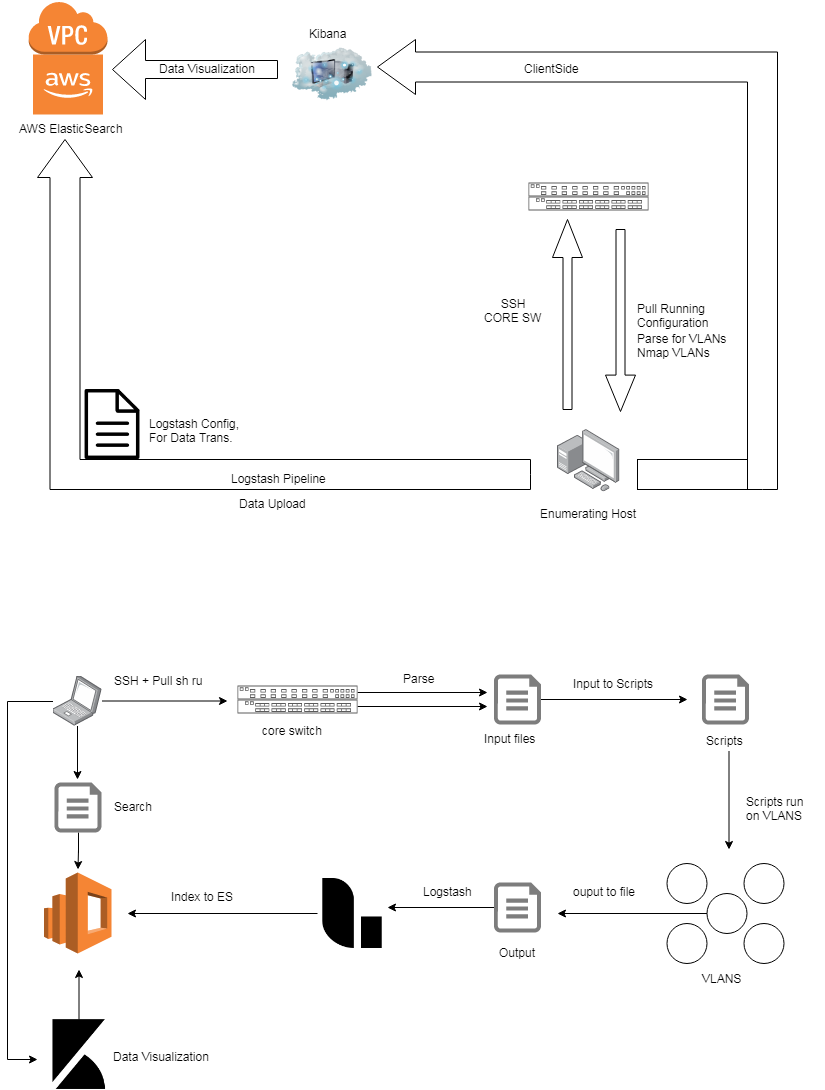 VPC
aws
AWS ElasticSearch
Data Visualization
Kibana
ClientSide
SSH
CORE SW
Pull Running
Configuration
Parse for VLANs
Nmap VLANs
Logstash Config,
For Data Trans.
Logstash Pipeline
Data Upload
Enumerating Host
SSH + Pull sh ru
core switch
Parse
Input files
Input to Scripts
Scripts
Scripts run
on VLANS
Search
Index to ES
Logstash
Output
ouput to file
VLANS
Data Visualization